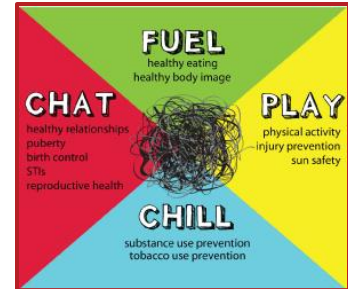 FUEL
healthy eating
healthy body image
CHAT
healthy relationships
puberty
birth control
STIs
reproductive health
PLAY
physical activity
injury prevention
sun safety
CHILL
substance use prevention
tobacco use prevention